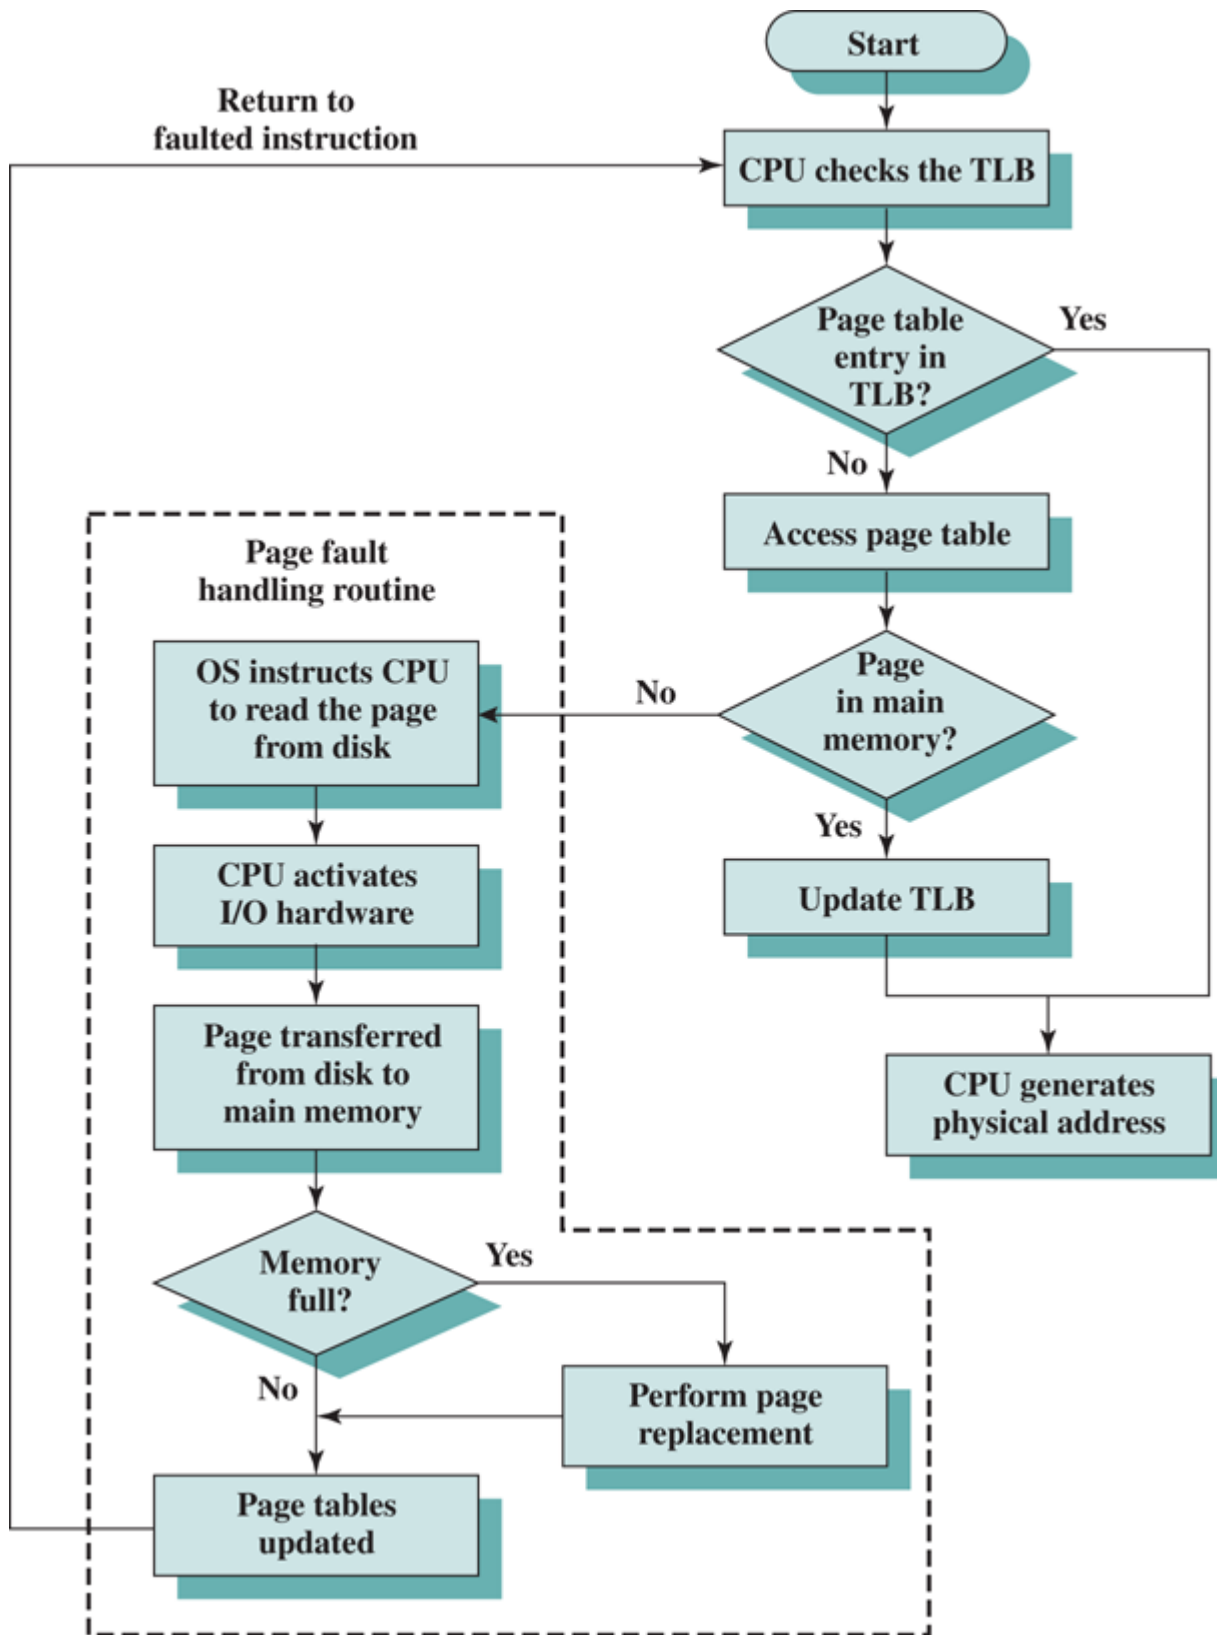 Start
Return to
faulted instruction
CPU checks the TLB
Page table
entry in
TLB?
Yes
No
Access page table
Page fault
handling routine
OS instructs CPU
to read the page
from disk
No
Page
in main
memory?
Yes
CPU activates
I/O hardware
Update TLB
Page transferred
from disk to
main memory
CPU generates
physical address
Memory
full?
Yes
No
Perform page
replacement
Page tables
updated